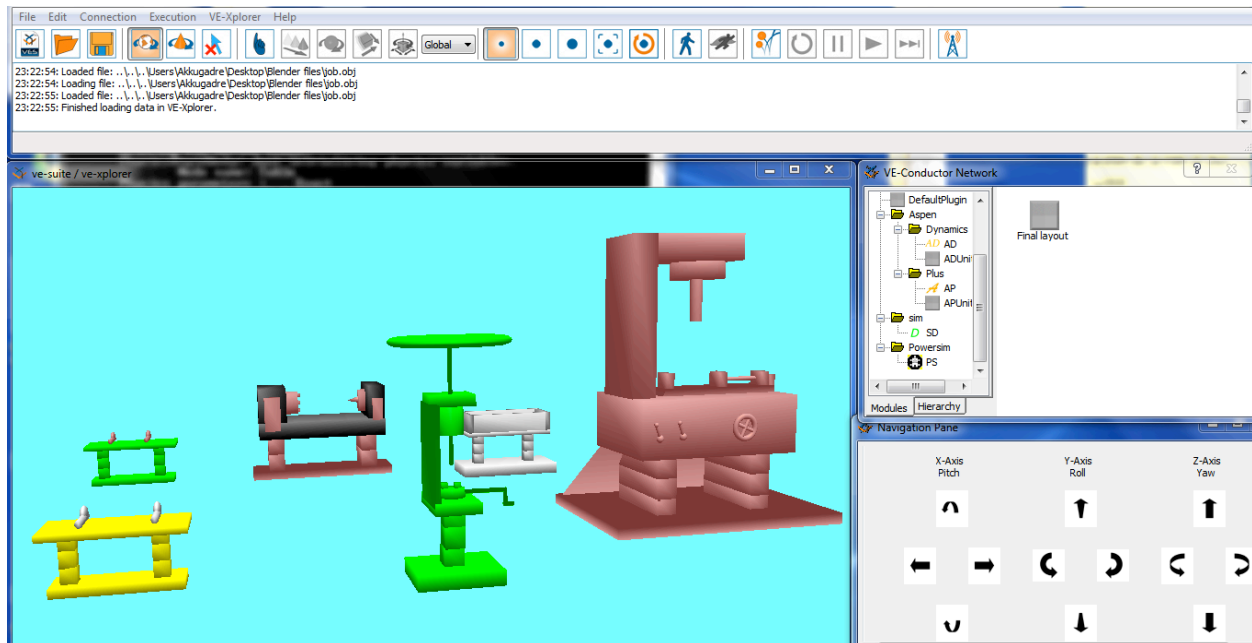 File Edit Connection Execution VE-Xplorer Help
VES
Global
23:22:54: Loaded file: ..\..\..\Users\Akkugadre\Desktop\Blender files\job.obj
23:22:54: Loading file: ..\..\..\Users\Akkugadre\Desktop\Blender files\job.obj
23:22:55: Loaded file: ..\..\..\Users\Akkugadre\Desktop\Blender files\job.obj
23:22:55: Finished loading data in VE-Xplorer.
ve-suite / ve-xplorer
VE-Conductor Network
DefaultPlugin
Aspen
Dynamics
AD AD
ADUnit
Plus
A AP
APUnit
sim
D SD
Powersim
PS
Modules Hierarchy
Final layout
Navigation Pane
X-Axis Y-Axis Z-Axis
Pitch Roll Yaw